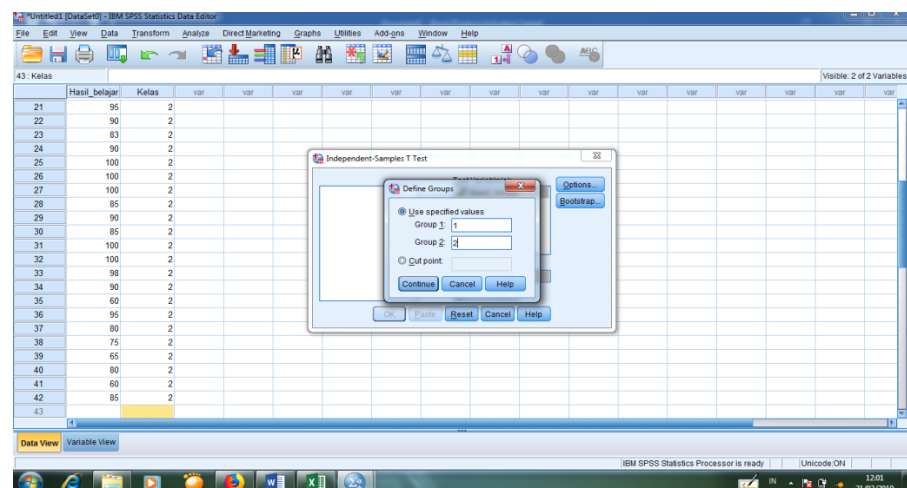 *Untitled1 [DataSet0] - IBM SPSS Statistics Data Editor
File Edit View Data Transform Analyze Direct Marketing Graphs Utilities Add-ons Window Help
43 : Kelas
Visible: 2 of 2 Variables
Hasil_belajar Kelas var var var var var var var var var var var var var
21 95 2
22 90 2
23 83 2
24 90 2
25 100 2
26 100 2
27 100 2
28 85 2
29 90 2
30 85 2
31 100 2
32 100 2
33 98 2
34 90 2
35 60 2
36 95 2
37 80 2
38 75 2
39 65 2
40 80 2
41 60 2
42 85 2
43
Independent-Samples T Test
Options...
Bootstrap...
Define Groups
Use specified values
Group 1: 1
Group 2: 2
Cut point:
Continue Cancel Help
OK Paste Reset Cancel Help
Data View Variable View
IBM SPSS Statistics Processor is ready Unicode:ON
IN 12:01